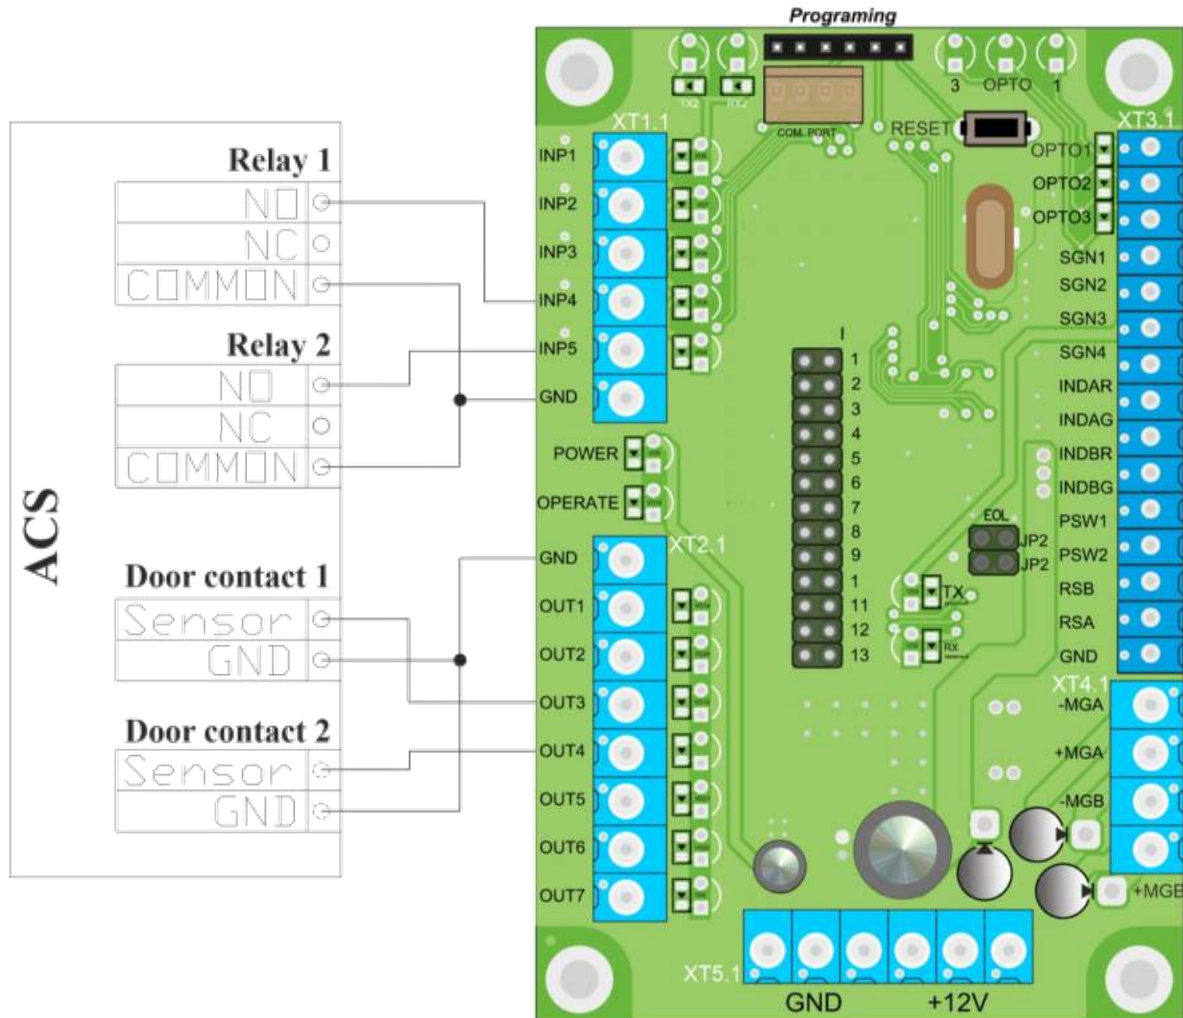 Programing
ACS
Relay 1
NO
NC
COMMON
Relay 2
NO
NC
COMMON
Door contact 1
Sensor
GND
Door contact 2
Sensor
GND
TX2
RX2
COM. PORT
3 OPTO 1
RESET
XT1.1
INP1
INP2
INP3
INP4
INP5
GND
POWER
OPERATE
XT2.1
GND
OUT1
OUT2
OUT3
OUT4
OUT5
OUT6
OUT7
I
1
2
3
4
5
6
7
8
9
1
11
12
13
EOL
JP2
JP2
TX
RX
XT3.1
OPTO1
OPTO2
OPTO3
SGN1
SGN2
SGN3
SGN4
INDAR
INDAG
INDBR
INDBG
PSW1
PSW2
RSB
RSA
GND
XT4.1
-MGA
+MGA
-MGB
+MGB
XT5.1
GND
+12V